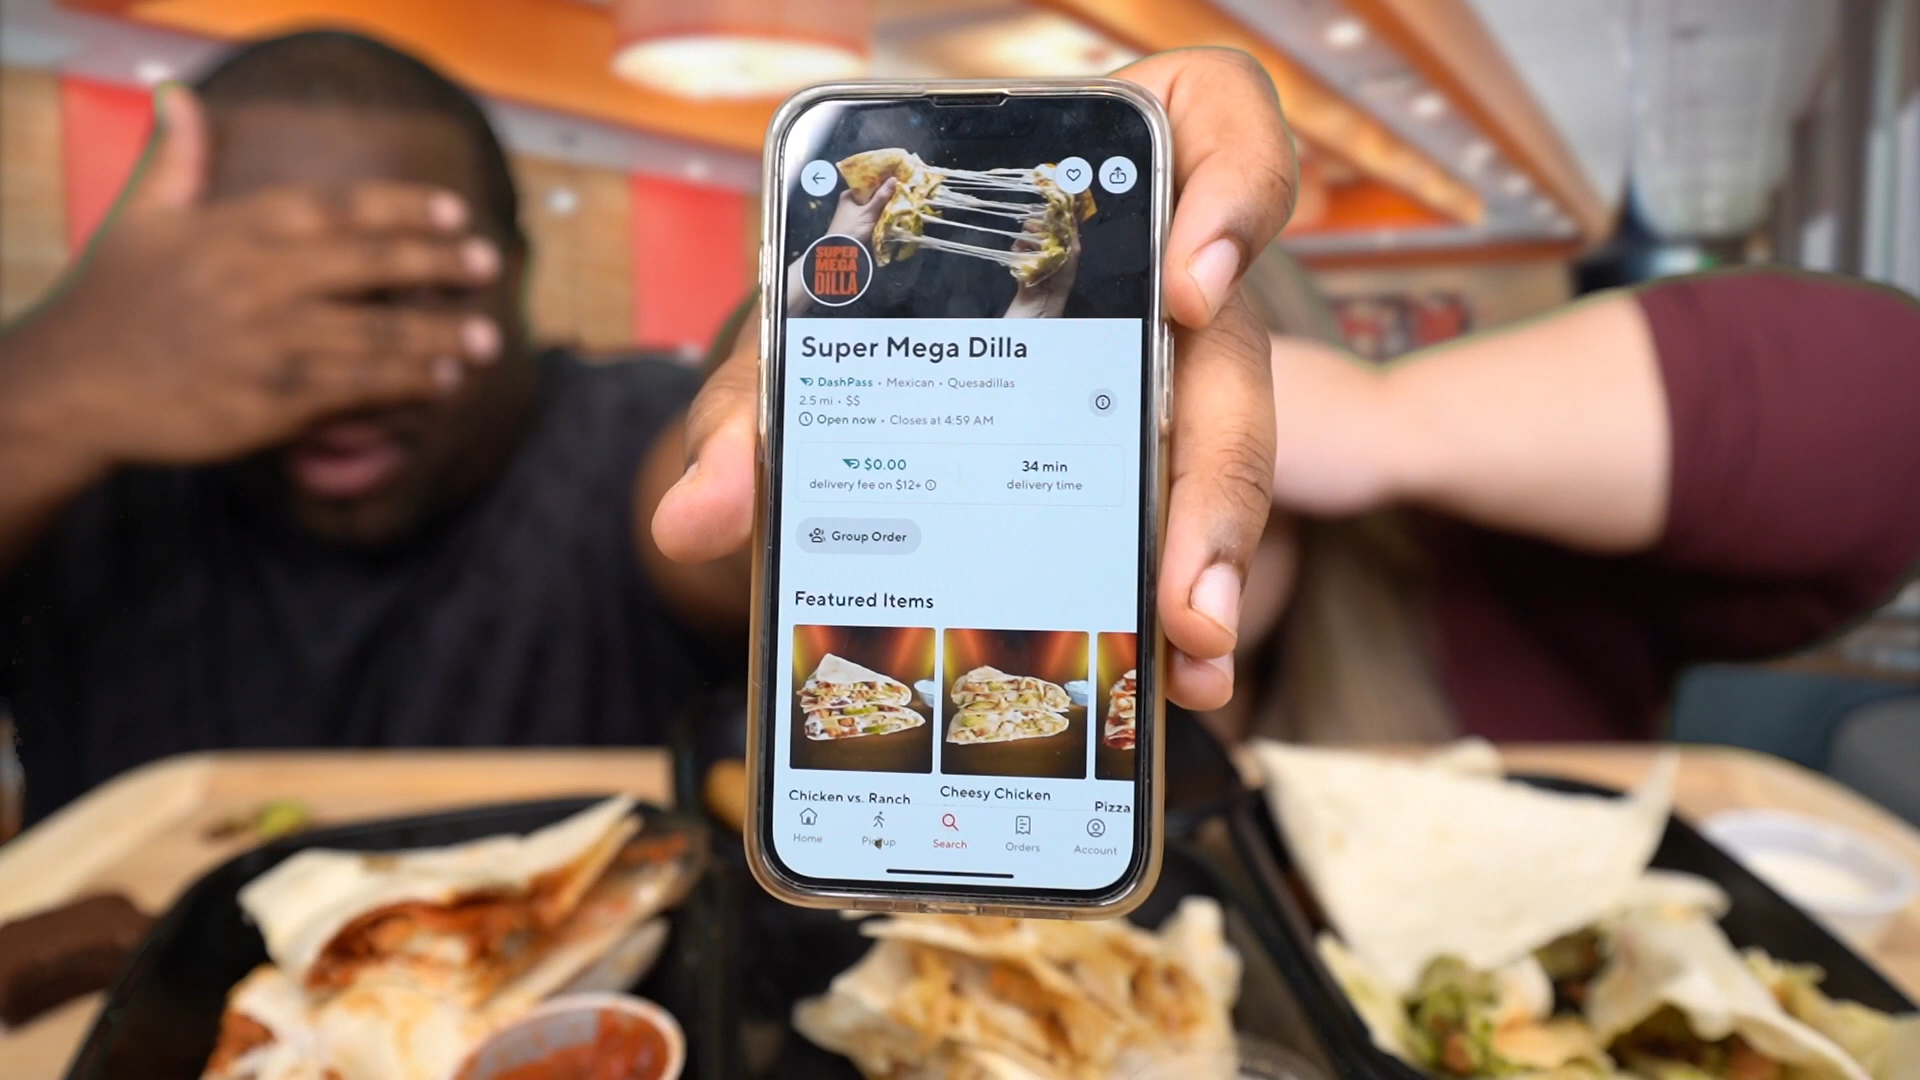 SUPER
MEGA
DILLA
Super Mega Dilla
DashPass • Mexican • Quesadillas
2.5 mi • $$
Open now • Closes at 4:59 AM
$0.00
delivery fee on $12+
34 min
delivery time
Group Order
Featured Items
Chicken vs. Ranch
Cheesy Chicken
Pizza
Home
Pickup
Search
Orders
Account